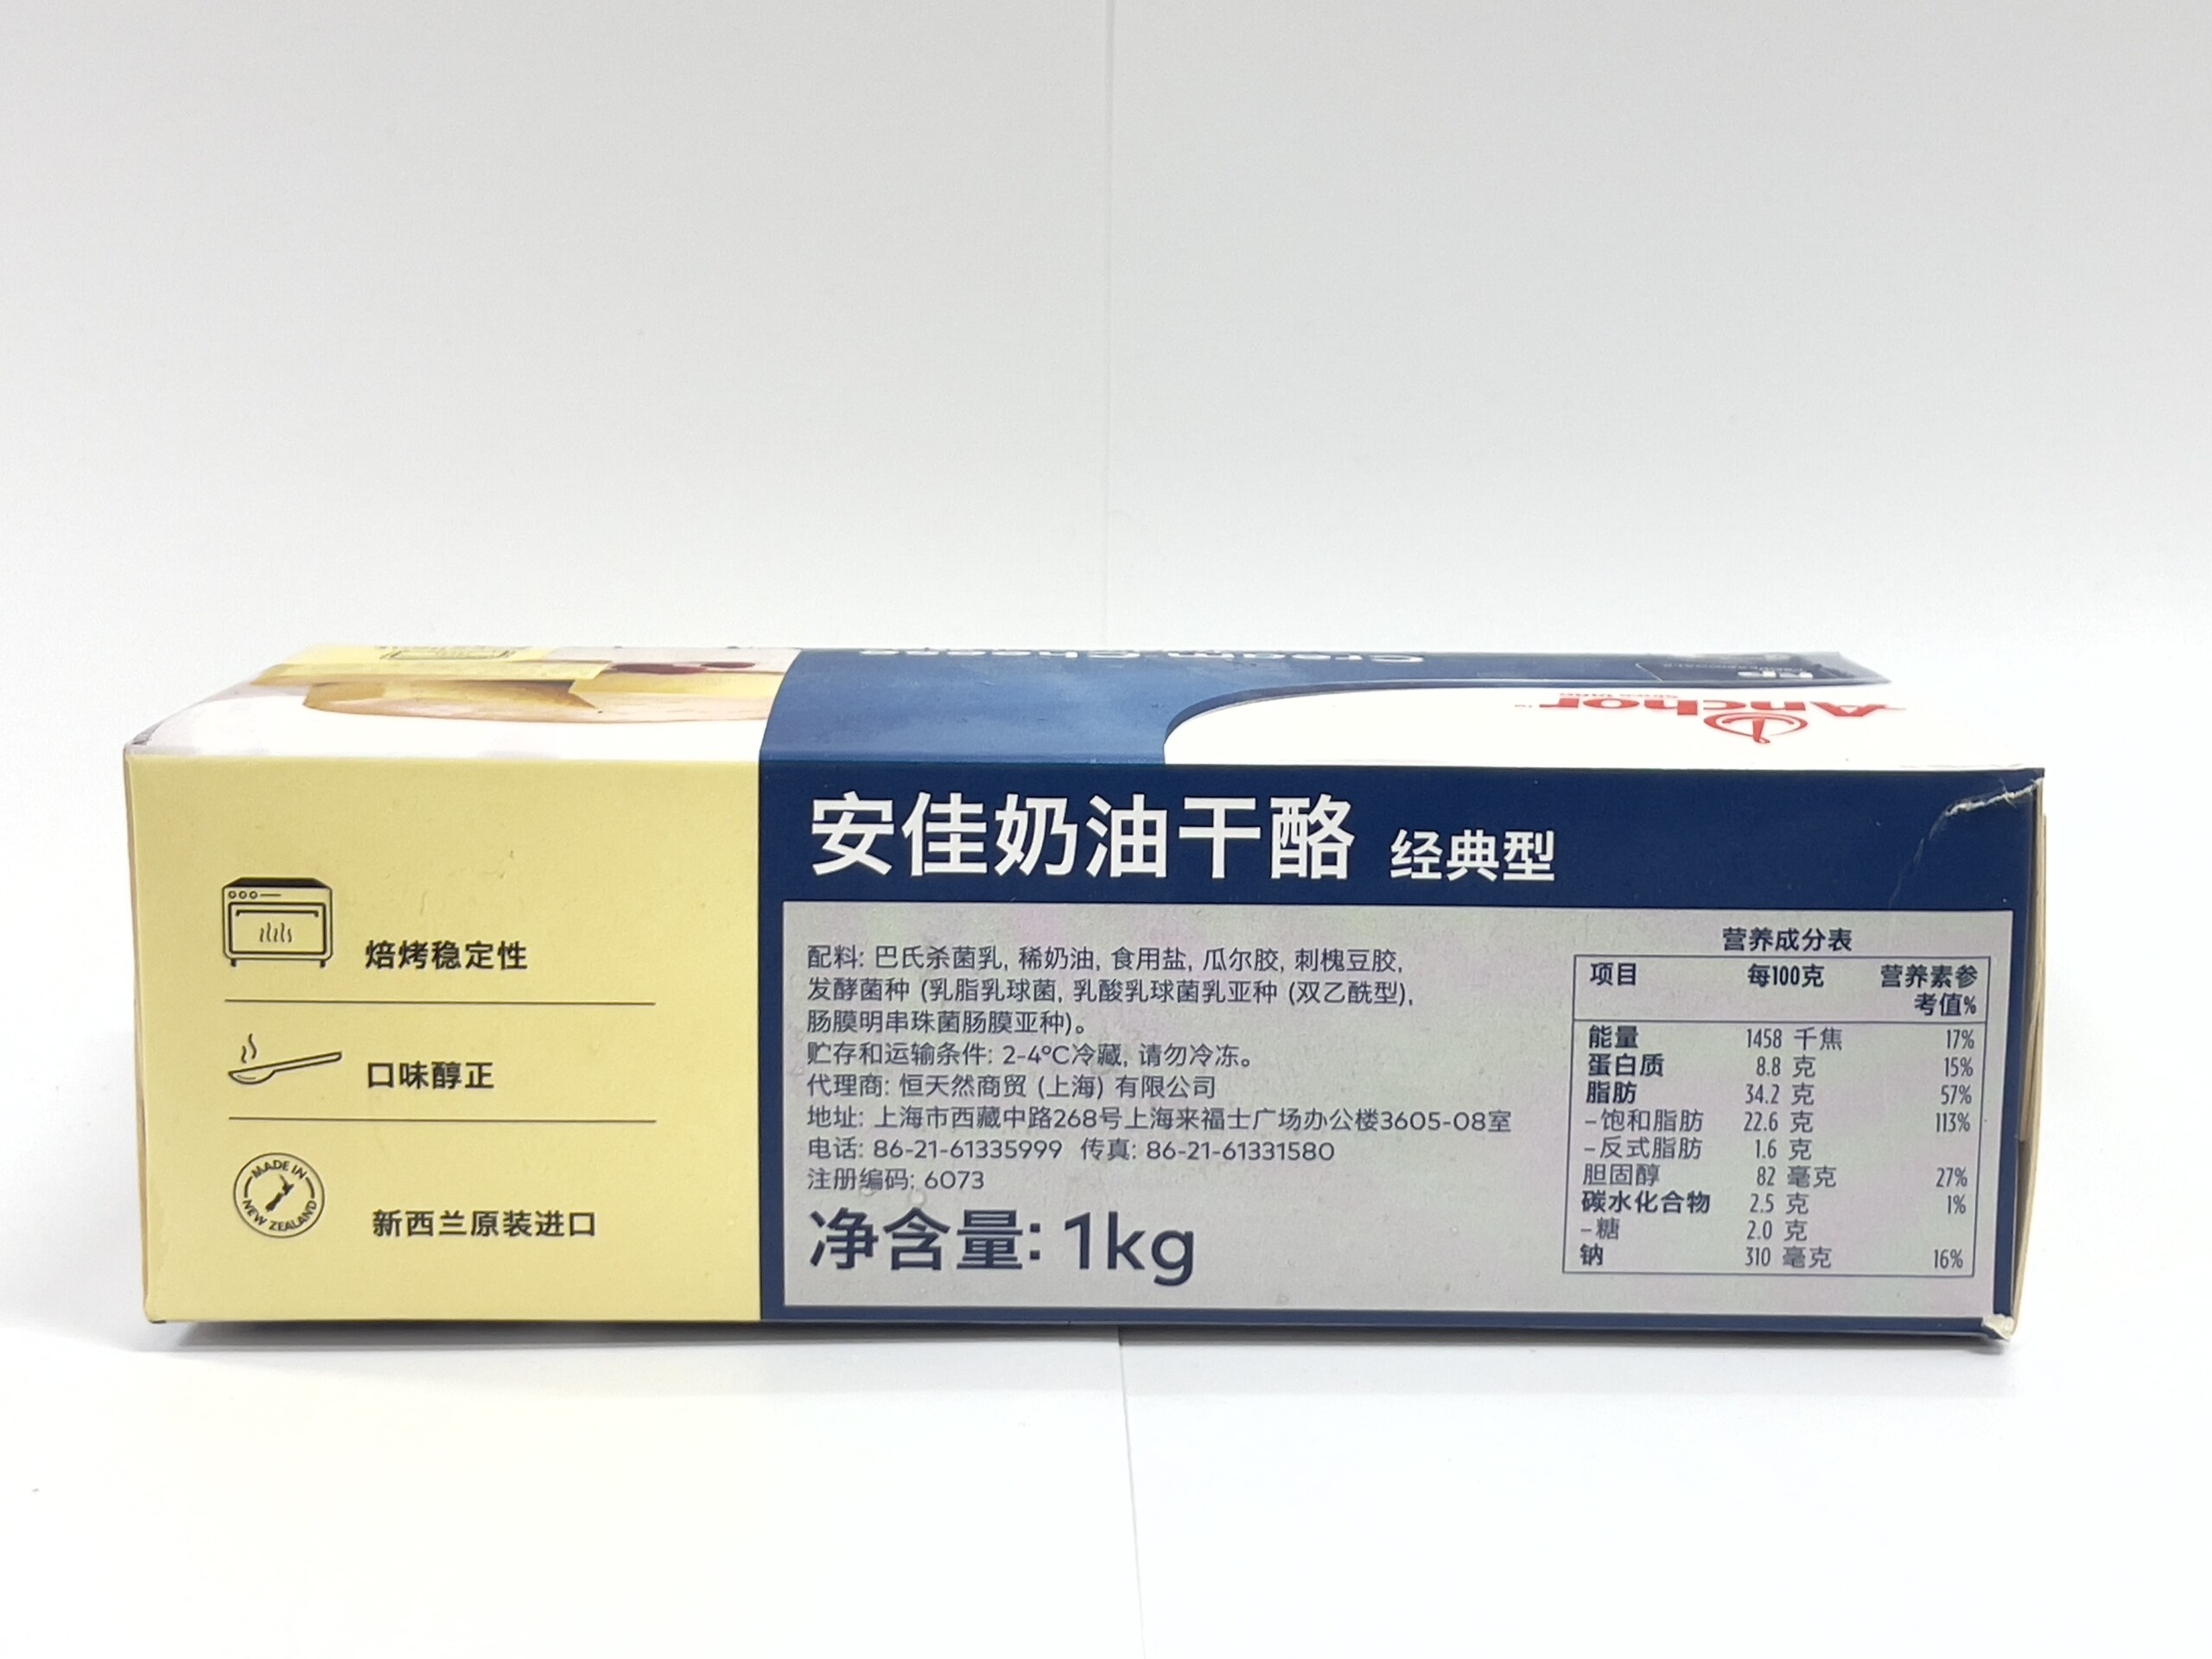 Cream Cheese
Anchor
SINCE 1886
安佳奶油干酪 经典型
焙烤稳定性
口味醇正
MADE IN
NEW ZEALAND
新西兰原装进口
配料: 巴氏杀菌乳, 稀奶油, 食用盐, 瓜尔胶, 刺槐豆胶,
发酵菌种 (乳脂乳球菌, 乳酸乳球菌乳亚种 (双乙酰型),
肠膜明串珠菌肠膜亚种)。
贮存和运输条件: 2-4°C冷藏, 请勿冷冻。
代理商: 恒天然商贸 (上海) 有限公司
地址: 上海市西藏中路268号上海来福士广场办公楼3605-08室
电话: 86-21-61335999 传真: 86-21-61331580
注册编码: 6073
净含量: 1kg
营养成分表
项目 每100克 营养素参
考值%
能量 1458 千焦 17%
蛋白质 8.8 克 15%
脂肪 34.2 克 57%
-饱和脂肪 22.6 克 113%
-反式脂肪 1.6 克
胆固醇 82 毫克 27%
碳水化合物 2.5 克 1%
-糖 2.0 克
钠 310 毫克 16%